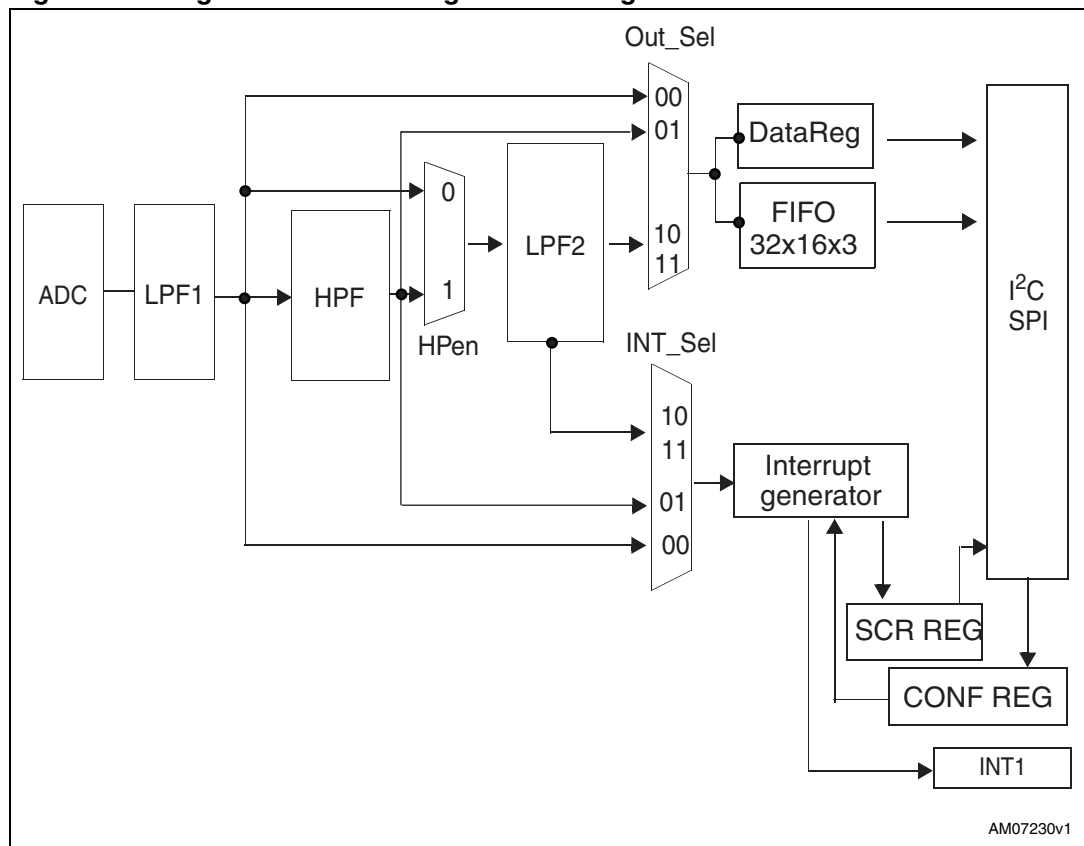 Out_Sel
00
01
10
11
DataReg
FIFO
32x16x3
I²C
SPI
0
1
HPen
LPF2
ADC
LPF1
HPF
INT_Sel
10
11
01
00
Interrupt
generator
SCR REG
CONF REG
INT1
AM07230v1